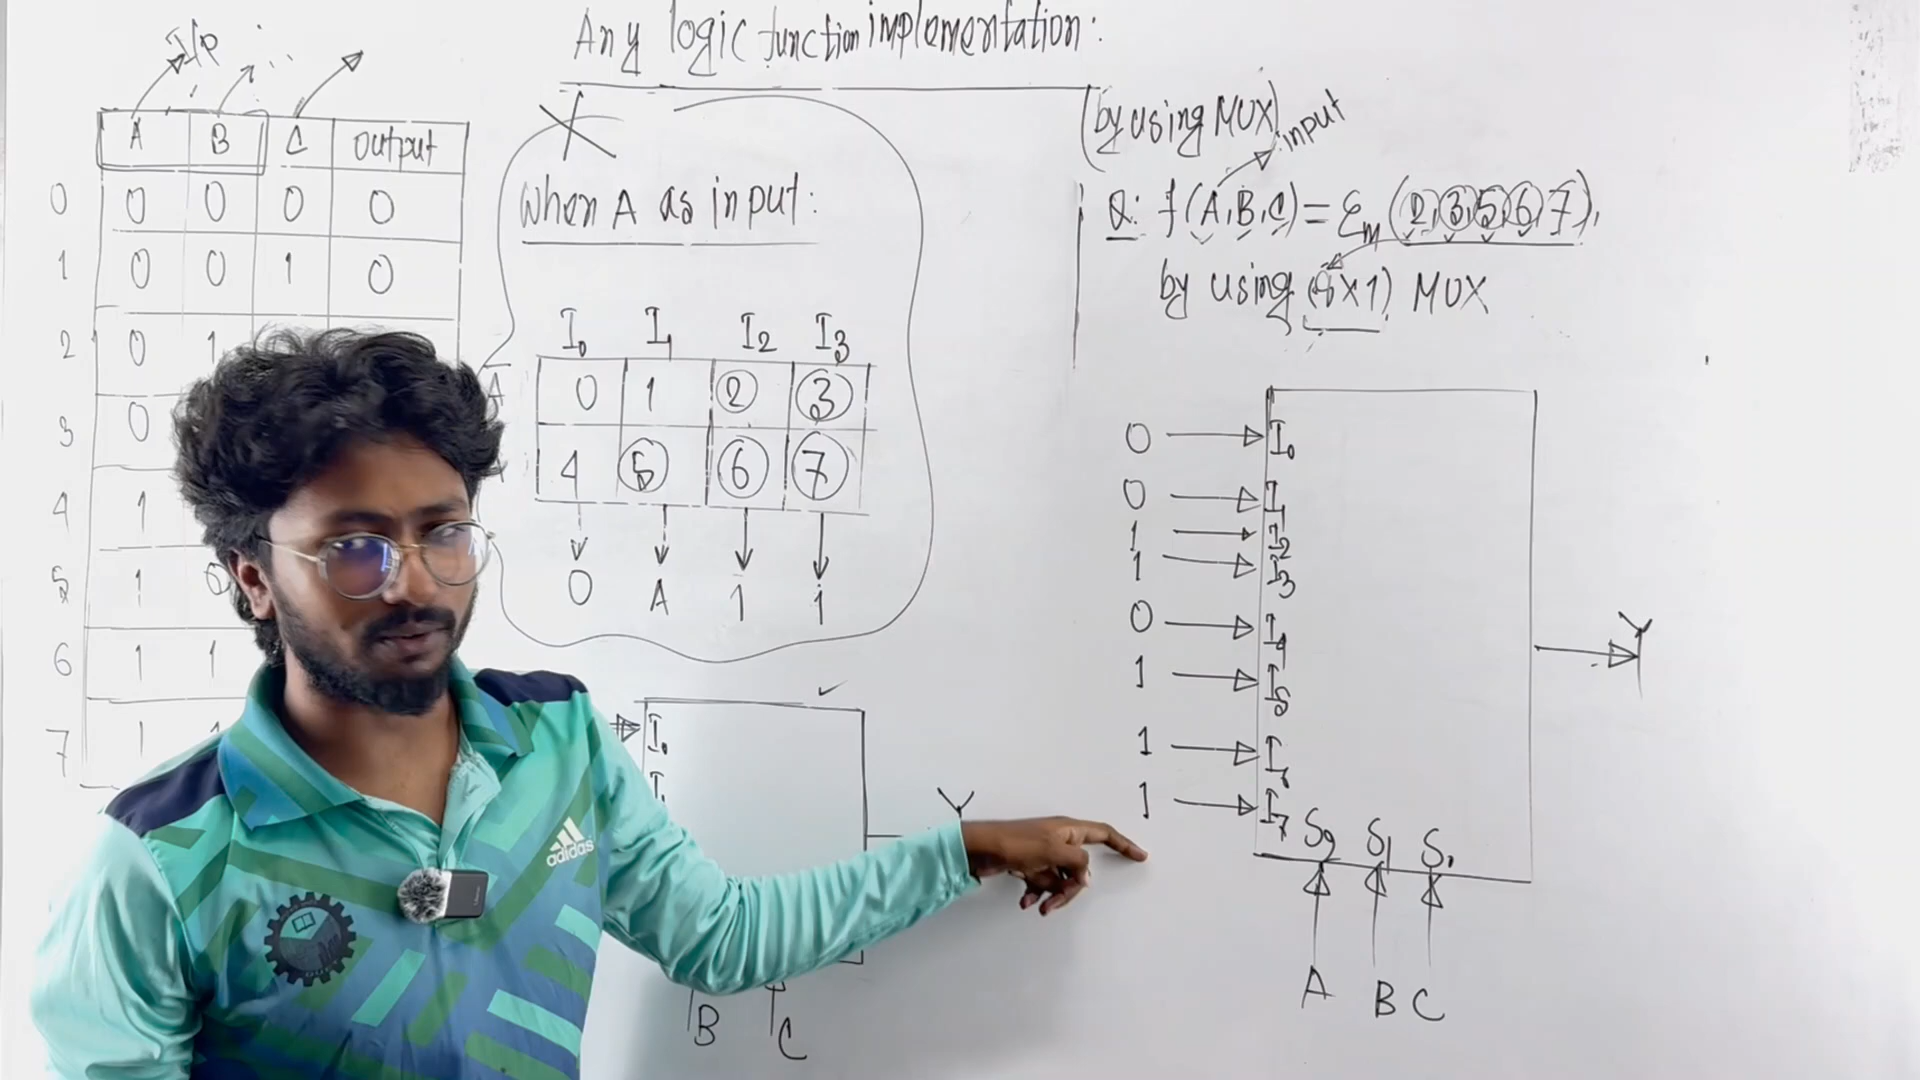 Any logic function implementation:
(by using MUX)
input
Q: f(A,B,C)=Σm(2,3,5,6,7),
by using (8x1) MUX
I/p
A B C output
0 0 0 0 0
1 0 0 1 0
2 0 1
3 0
4 1
5 1 0
6 1 1
7 1 1
When A as input:
I0 I1 I2 I3
Ā 0 1 2 3
4 5 6 7
0 A 1 1
I0
I1
Y
B C
0 I0
0 I1
1 I2
1 I3
0 I4
1 I5
1 I6
1 I7
S2 S1 S0
Y
A B C
adidas